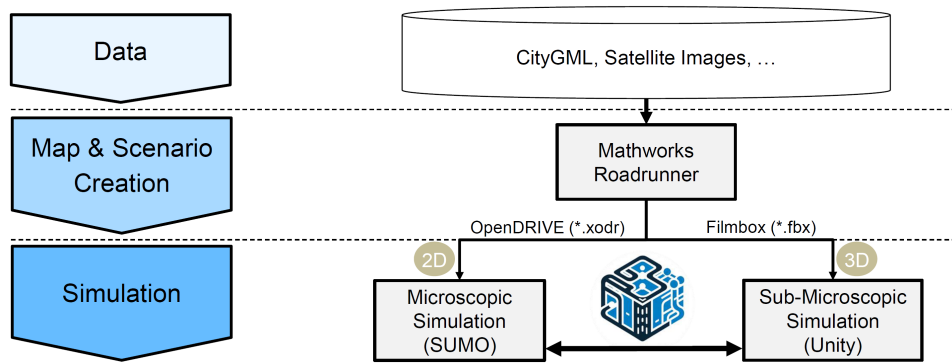 Data
CityGML, Satellite Images, …
Map & Scenario
Creation
Mathworks
Roadrunner
OpenDRIVE (*.xodr)
Filmbox (*.fbx)
2D
3D
Simulation
Microscopic
Simulation
(SUMO)
Sub-Microscopic
Simulation
(Unity)